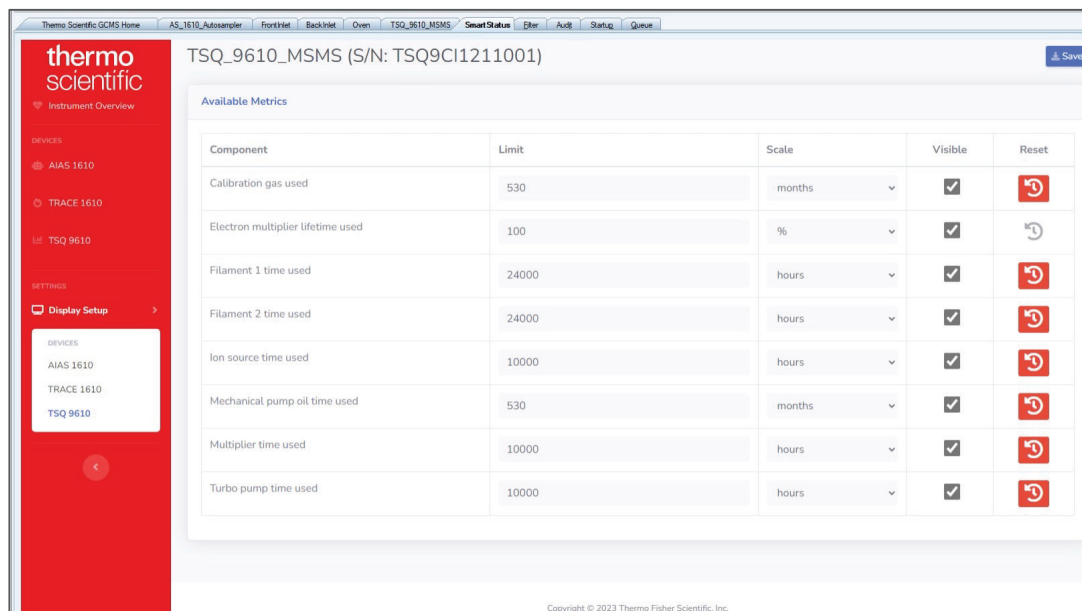 Thermo Scientific GCMS Home AS_1610_Autosampler FrontInlet BackInlet Oven TSQ_9610_MSMS SmartStatus Filter Audit Startup Queue
thermo
scientific
Instrument Overview
DEVICES
AIAS 1610
TRACE 1610
TSQ 9610
SETTINGS
Display Setup
DEVICES
AIAS 1610
TRACE 1610
TSQ 9610
TSQ_9610_MSMS (S/N: TSQ9CI1211001)
Save
Available Metrics
Component Limit Scale Visible Reset
Calibration gas used 530 months
Electron multiplier lifetime used 100 %
Filament 1 time used 24000 hours
Filament 2 time used 24000 hours
Ion source time used 10000 hours
Mechanical pump oil time used 530 months
Multiplier time used 10000 hours
Turbo pump time used 10000 hours
Copyright © 2023 Thermo Fisher Scientific, Inc.